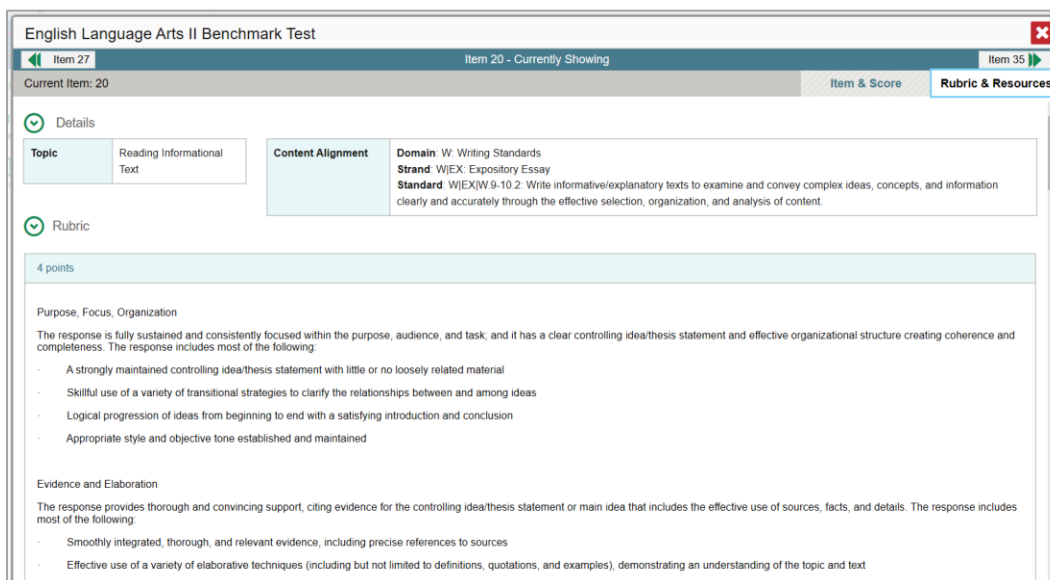 English Language Arts II Benchmark Test
Item 27
Item 20 - Currently Showing
Item 35
Current Item: 20
Item & Score
Rubric & Resources
Details
Topic
Reading Informational
Text
Content Alignment
Domain: W: Writing Standards
Strand: W|EX: Expository Essay
Standard: W|EX|W.9-10.2: Write informative/explanatory texts to examine and convey complex ideas, concepts, and information
clearly and accurately through the effective selection, organization, and analysis of content.
Rubric
4 points
Purpose, Focus, Organization
The response is fully sustained and consistently focused within the purpose, audience, and task; and it has a clear controlling idea/thesis statement and effective organizational structure creating coherence and
completeness. The response includes most of the following:
· A strongly maintained controlling idea/thesis statement with little or no loosely related material
· Skillful use of a variety of transitional strategies to clarify the relationships between and among ideas
· Logical progression of ideas from beginning to end with a satisfying introduction and conclusion
· Appropriate style and objective tone established and maintained
Evidence and Elaboration
The response provides thorough and convincing support, citing evidence for the controlling idea/thesis statement or main idea that includes the effective use of sources, facts, and details. The response includes
most of the following:
· Smoothly integrated, thorough, and relevant evidence, including precise references to sources
· Effective use of a variety of elaborative techniques (including but not limited to definitions, quotations, and examples), demonstrating an understanding of the topic and text